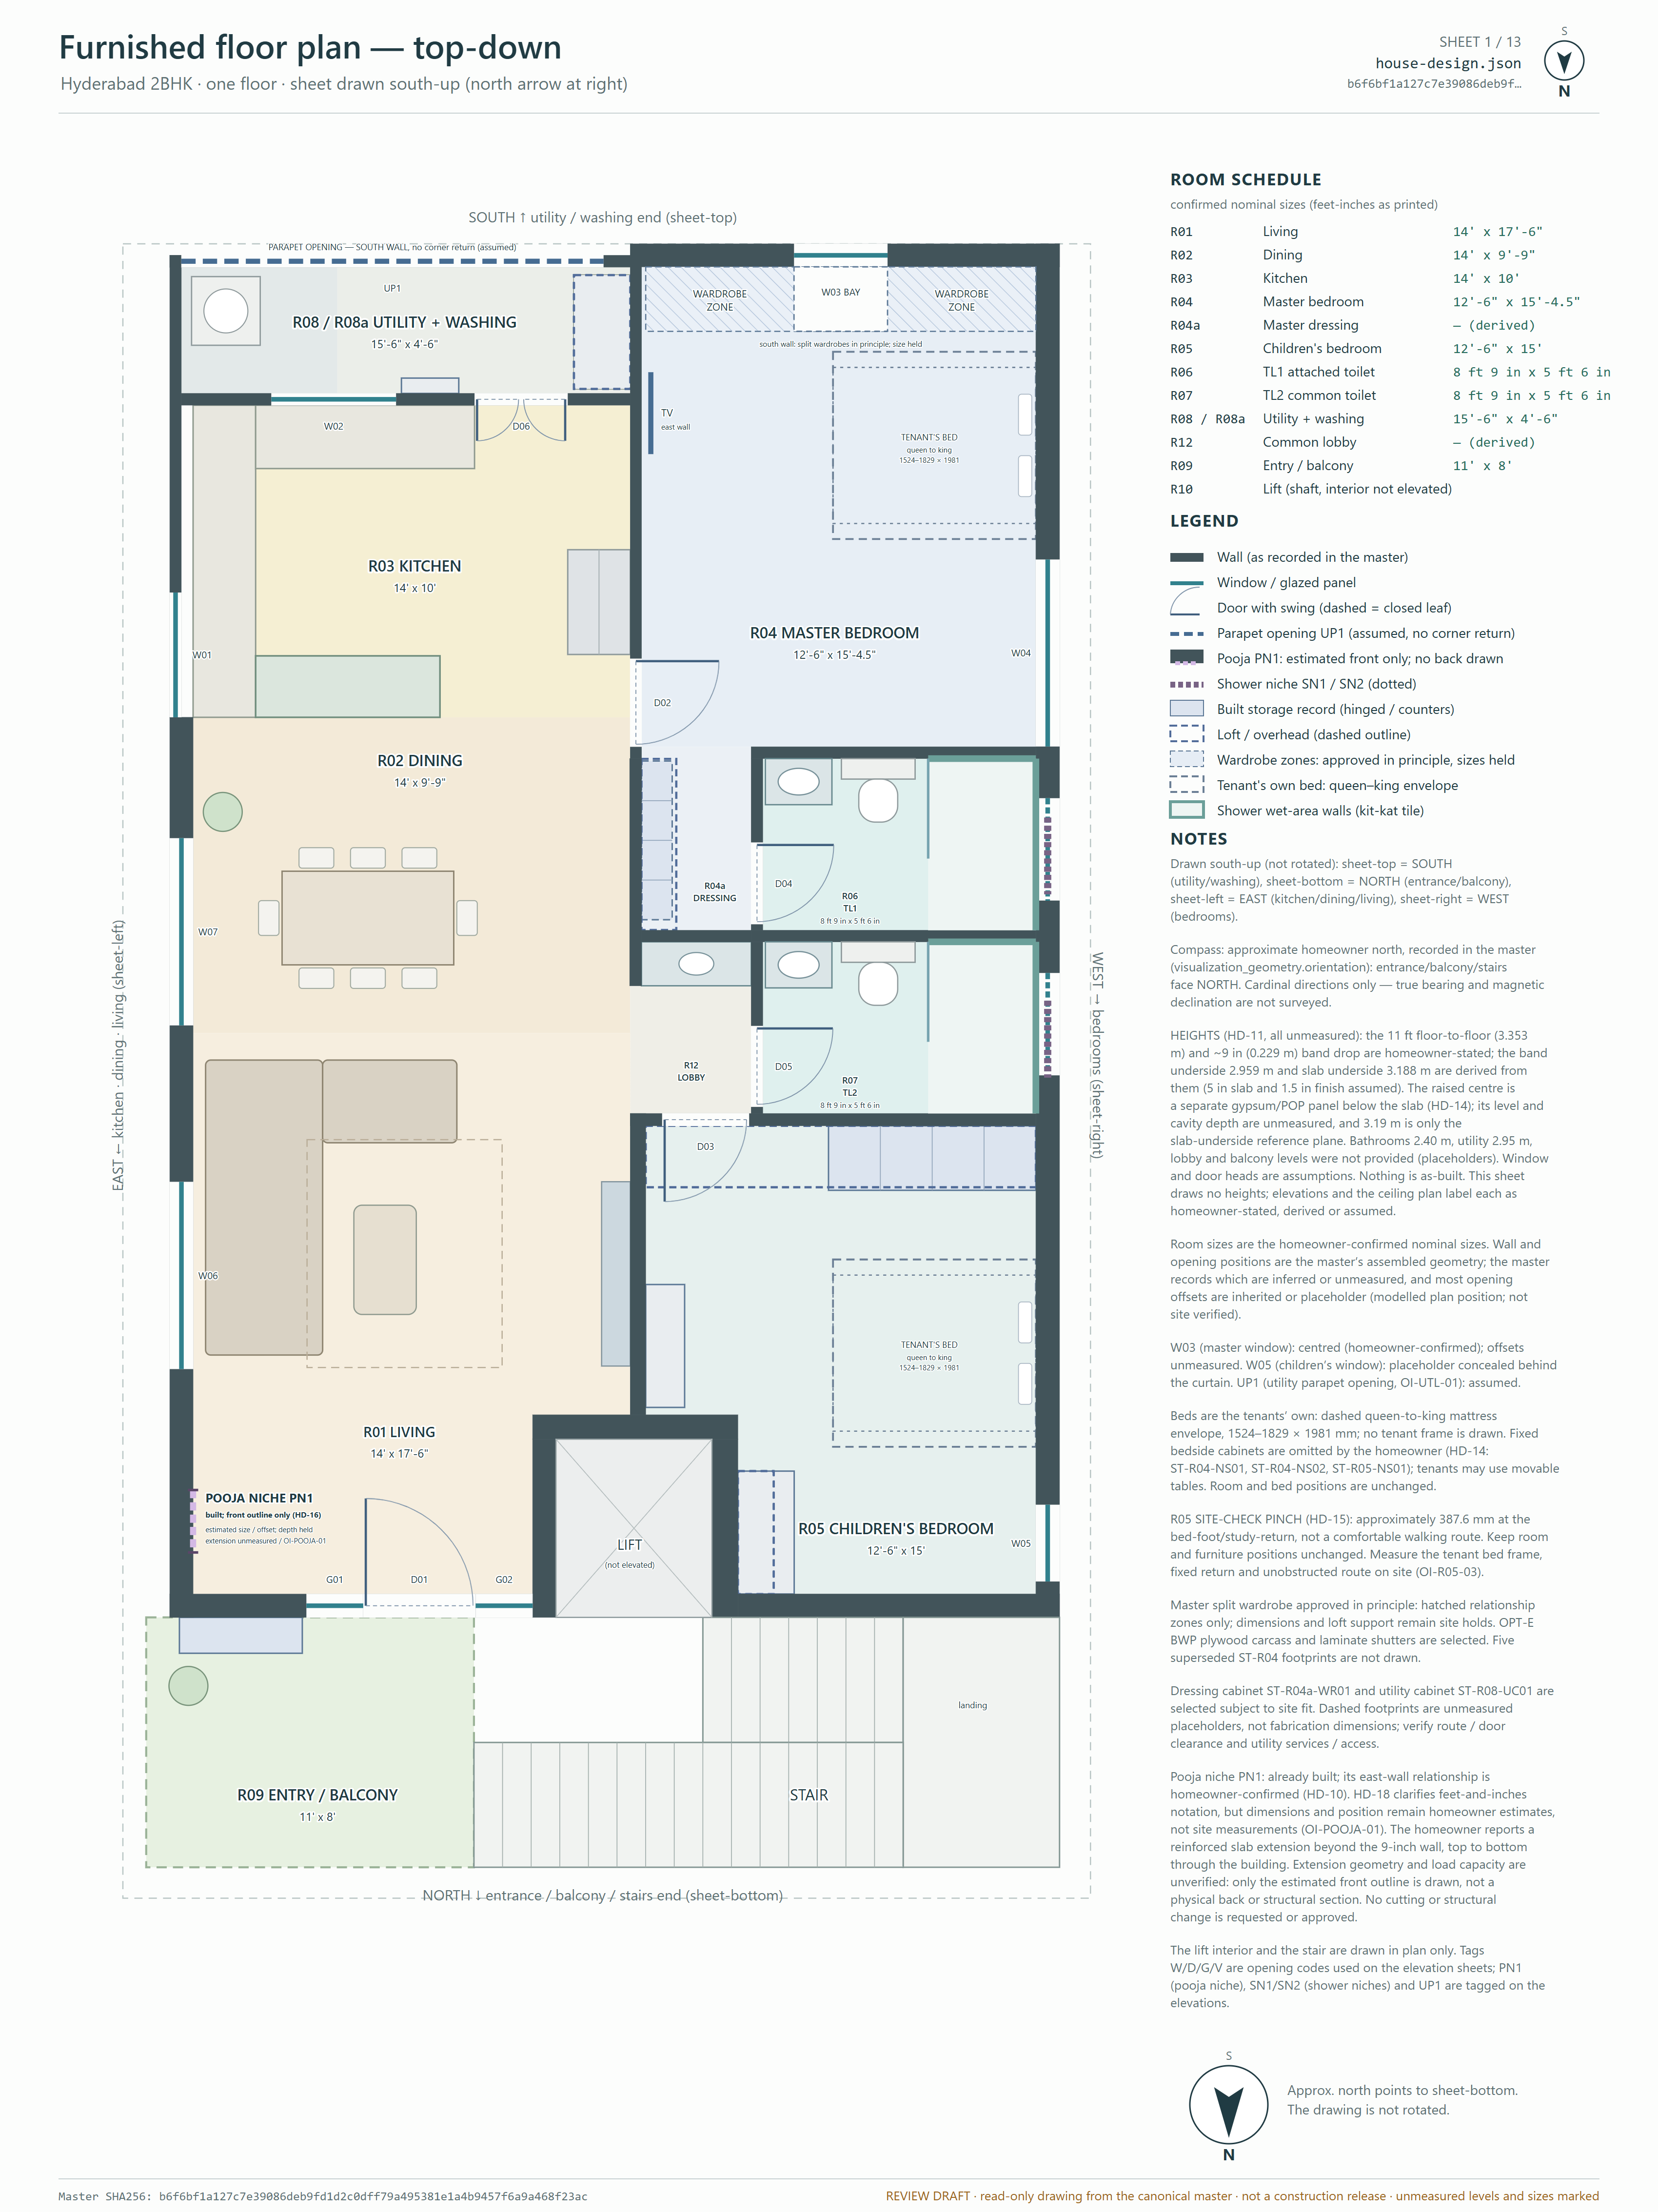 Furnished floor plan — top-down
Hyderabad 2BHK · one floor · sheet drawn south-up (north arrow at right)
SHEET 1 / 13
house-design.json
b6f6bf1a127c7e39086deb9f…
S
N
SOUTH ↑ utility / washing end (sheet-top)
PARAPET OPENING — SOUTH WALL, no corner return (assumed)
UP1
R08 / R08a UTILITY + WASHING
15'-6" x 4'-6"
WARDROBE
ZONE
W03 BAY
WARDROBE
ZONE
south wall: split wardrobes in principle; size held
W02
D06
TV
east wall
TENANT'S BED
queen to king
1524–1829 × 1981
R03 KITCHEN
14' x 10'
R04 MASTER BEDROOM
12'-6" x 15'-4.5"
W01
W04
D02
R02 DINING
14' x 9'-9"
R04a
DRESSING
D04
R06
TL1
8 ft 9 in x 5 ft 6 in
W07
EAST ← kitchen · dining · living (sheet-left)
WEST → bedrooms (sheet-right)
R12
LOBBY
D05
R07
TL2
8 ft 9 in x 5 ft 6 in
D03
W06
TENANT'S BED
queen to king
1524–1829 × 1981
R01 LIVING
14' x 17'-6"
POOJA NICHE PN1
built; front outline only (HD-16)
estimated size / offset; depth held
extension unmeasured / OI-POOJA-01
LIFT
(not elevated)
R05 CHILDREN'S BEDROOM
12'-6" x 15'
W05
G01
D01
G02
landing
R09 ENTRY / BALCONY
11' x 8'
STAIR
NORTH ↓ entrance / balcony / stairs end (sheet-bottom)
ROOM SCHEDULE
confirmed nominal sizes (feet-inches as printed)
R01 Living 14' x 17'-6"
R02 Dining 14' x 9'-9"
R03 Kitchen 14' x 10'
R04 Master bedroom 12'-6" x 15'-4.5"
R04a Master dressing — (derived)
R05 Children's bedroom 12'-6" x 15'
R06 TL1 attached toilet 8 ft 9 in x 5 ft 6 in
R07 TL2 common toilet 8 ft 9 in x 5 ft 6 in
R08 / R08a Utility + washing 15'-6" x 4'-6"
R12 Common lobby — (derived)
R09 Entry / balcony 11' x 8'
R10 Lift (shaft, interior not elevated)
LEGEND
Wall (as recorded in the master)
Window / glazed panel
Door with swing (dashed = closed leaf)
Parapet opening UP1 (assumed, no corner return)
Pooja PN1: estimated front only; no back drawn
Shower niche SN1 / SN2 (dotted)
Built storage record (hinged / counters)
Loft / overhead (dashed outline)
Wardrobe zones: approved in principle, sizes held
Tenant's own bed: queen–king envelope
Shower wet-area walls (kit-kat tile)
NOTES
Drawn south-up (not rotated): sheet-top = SOUTH
(utility/washing), sheet-bottom = NORTH (entrance/balcony),
sheet-left = EAST (kitchen/dining/living), sheet-right = WEST
(bedrooms).
Compass: approximate homeowner north, recorded in the master
(visualization_geometry.orientation): entrance/balcony/stairs
face NORTH. Cardinal directions only — true bearing and magnetic
declination are not surveyed.
HEIGHTS (HD-11, all unmeasured): the 11 ft floor-to-floor (3.353
m) and ~9 in (0.229 m) band drop are homeowner-stated; the band
underside 2.959 m and slab underside 3.188 m are derived from
them (5 in slab and 1.5 in finish assumed). The raised centre is
a separate gypsum/POP panel below the slab (HD-14); its level and
cavity depth are unmeasured, and 3.19 m is only the
slab-underside reference plane. Bathrooms 2.40 m, utility 2.95 m,
lobby and balcony levels were not provided (placeholders). Window
and door heads are assumptions. Nothing is as-built. This sheet
draws no heights; elevations and the ceiling plan label each as
homeowner-stated, derived or assumed.
Room sizes are the homeowner-confirmed nominal sizes. Wall and
opening positions are the master's assembled geometry; the master
records which are inferred or unmeasured, and most opening
offsets are inherited or placeholder (modelled plan position; not
site verified).
W03 (master window): centred (homeowner-confirmed); offsets
unmeasured. W05 (children's window): placeholder concealed behind
the curtain. UP1 (utility parapet opening, OI-UTL-01): assumed.
Beds are the tenants' own: dashed queen-to-king mattress
envelope, 1524–1829 × 1981 mm; no tenant frame is drawn. Fixed
bedside cabinets are omitted by the homeowner (HD-14:
ST-R04-NS01, ST-R04-NS02, ST-R05-NS01); tenants may use movable
tables. Room and bed positions are unchanged.
R05 SITE-CHECK PINCH (HD-15): approximately 387.6 mm at the
bed-foot/study-return, not a comfortable walking route. Keep room
and furniture positions unchanged. Measure the tenant bed frame,
fixed return and unobstructed route on site (OI-R05-03).
Master split wardrobe approved in principle: hatched relationship
zones only; dimensions and loft support remain site holds. OPT-E
BWP plywood carcass and laminate shutters are selected. Five
superseded ST-R04 footprints are not drawn.
Dressing cabinet ST-R04a-WR01 and utility cabinet ST-R08-UC01 are
selected subject to site fit. Dashed footprints are unmeasured
placeholders, not fabrication dimensions; verify route / door
clearance and utility services / access.
Pooja niche PN1: already built; its east-wall relationship is
homeowner-confirmed (HD-10). HD-18 clarifies feet-and-inches
notation, but dimensions and position remain homeowner estimates,
not site measurements (OI-POOJA-01). The homeowner reports a
reinforced slab extension beyond the 9-inch wall, top to bottom
through the building. Extension geometry and load capacity are
unverified: only the estimated front outline is drawn, not a
physical back or structural section. No cutting or structural
change is requested or approved.
The lift interior and the stair are drawn in plan only. Tags
W/D/G/V are opening codes used on the elevation sheets; PN1
(pooja niche), SN1/SN2 (shower niches) and UP1 are tagged on the
elevations.
S
N
Approx. north points to sheet-bottom.
The drawing is not rotated.
Master SHA256: b6f6bf1a127c7e39086deb9fd1d2c0dff79a495381e1a4b9457f6a9a468f23ac
REVIEW DRAFT · read-only drawing from the canonical master · not a construction release · unmeasured levels and sizes marked